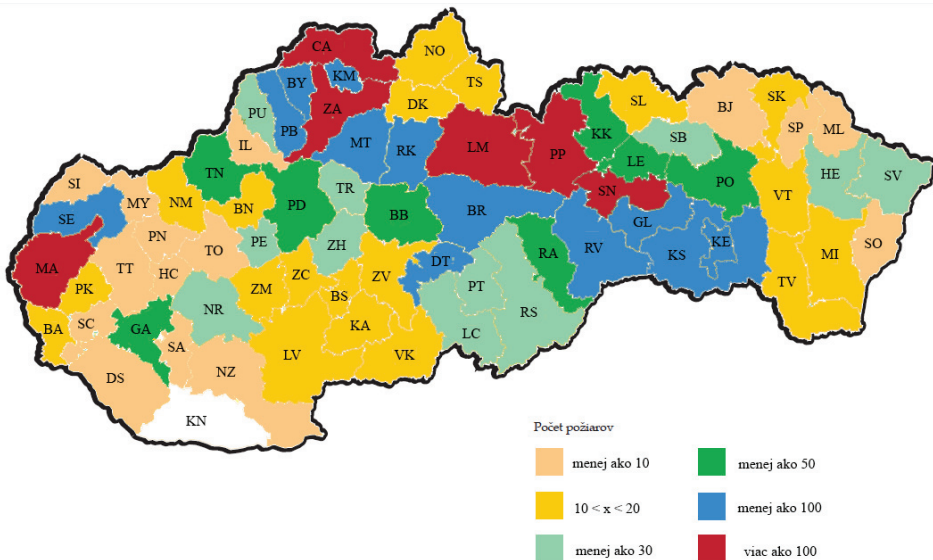 CA
NO
BY
KM
TS
PU
PB
ZA
DK
SL
BJ
SK
SP
ML
IL
MT
RK
LM
PP
KK
SB
LE
HE
SV
TN
SI
MY
NM
BN
PD
TR
BB
BR
SN
PO
VT
SE
PN
TO
PE
ZH
GL
KE
SO
MA
TT
HC
DT
RA
RV
KS
MI
PK
NR
ZM
ZC
BS
ZV
PT
TV
BA
SC
GA
SA
KA
LC
RS
DS
NZ
LV
VK
KN
Počet požiarov
menej ako 10
menej ako 50
10 < x < 20
menej ako 100
menej ako 30
viac ako 100